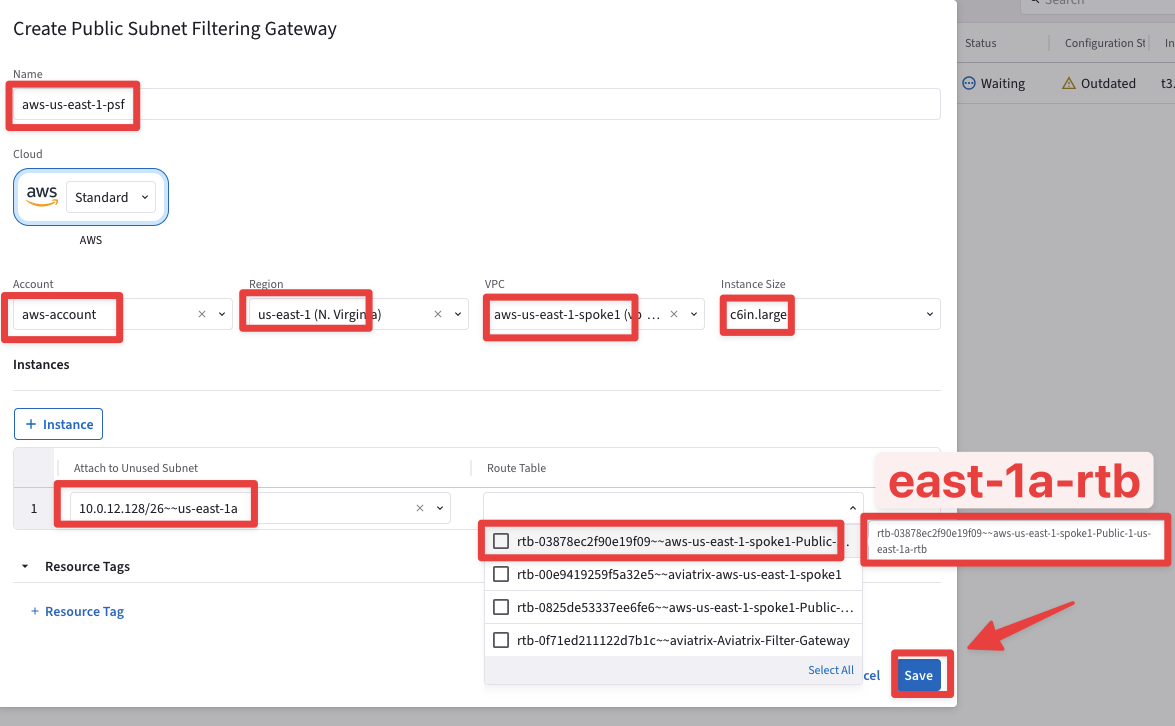 Create Public Subnet Filtering Gateway
Search
Status Configuration St In
Name
Waiting Outdated t3.
aws-us-east-1-psf
Cloud
aws Standard
AWS
Account Region VPC Instance Size
aws-account us-east-1 (N. Virginia) aws-us-east-1-spoke1 (vp ... c6in.large
Instances
+ Instance
Attach to Unused Subnet Route Table
east-1a-rtb
1 10.0.12.128/26~~us-east-1a
rtb-03878ec2f90e19f09~~aws-us-east-1-spoke1-Public-...
rtb-03878ec2f90e19f09~~aws-us-east-1-spoke1-Public-1-us-
east-1a-rtb
Resource Tags
rtb-00e9419259f5a32e5~~aviatrix-aws-us-east-1-spoke1
+ Resource Tag
rtb-0825de53337ee6fe6~~aws-us-east-1-spoke1-Public-...
rtb-0f71ed211122d7b1c~~aviatrix-Aviatrix-Filter-Gateway
Select All
cel Save